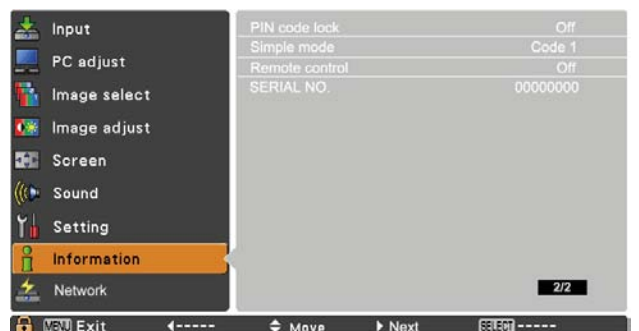 Input
PC adjust
Image select
Image adjust
Screen
Sound
Setting
Information
Network
PIN code lock Off
Simple mode Code 1
Remote control Off
SERIAL NO. 00000000
2/2
MENU Exit ----- Move Next SELECT -----